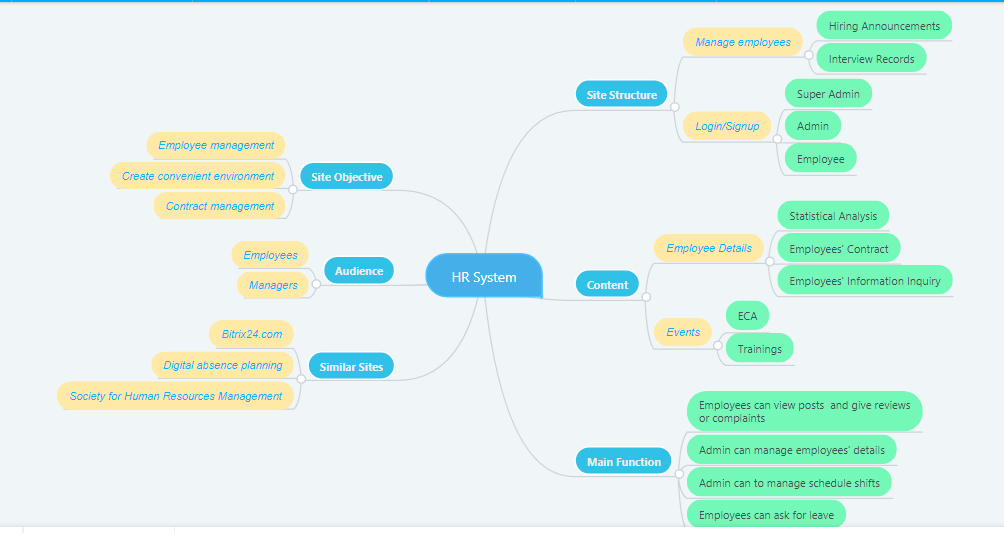 HR System
Site Structure
Manage employees
Hiring Announcements
Interview Records
Login/Signup
Super Admin
Admin
Employee
Content
Employee Details
Statistical Analysis
Employees' Contract
Employees' Information Inquiry
Events
ECA
Trainings
Main Function
Employees can view posts and give reviews
or complaints
Admin can manage employees' details
Admin can to manage schedule shifts
Employees can ask for leave
Site Objective
Employee management
Create convenient environment
Contract management
Audience
Employees
Managers
Similar Sites
Bitrix24.com
Digital absence planning
Society for Human Resources Management